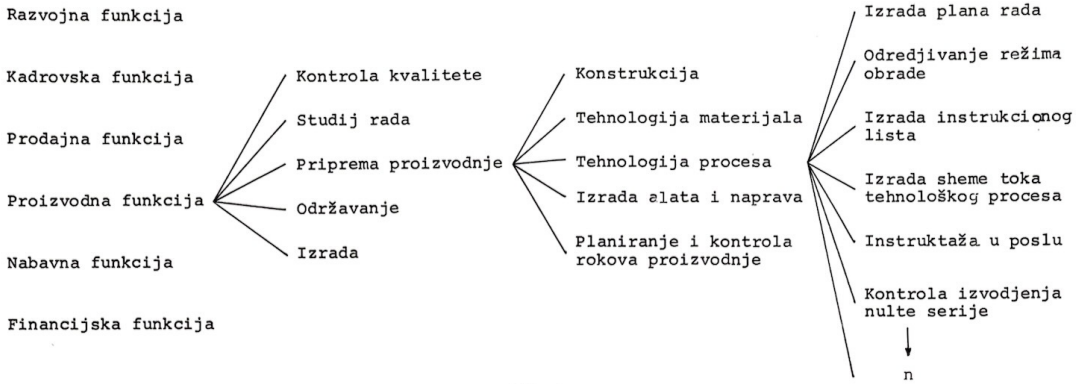 Razvojna funkcija
Kadrovska funkcija
Prodajna funkcija
Proizvodna funkcija
Nabavna funkcija
Financijska funkcija
Kontrola kvalitete
Studij rada
Priprema proizvodnje
Održavanje
Izrada
Konstrukcija
Tehnologija materijala
Tehnologija procesa
Izrada alata i naprava
Planiranje i kontrola
rokova proizvodnje
Izrada plana rada
Odredjivanje režima
obrade
Izrada instrukcionog
lista
Izrada sheme toka
tehnološkog procesa
Instruktaža u poslu
Kontrola izvodjenja
nulte serije
n